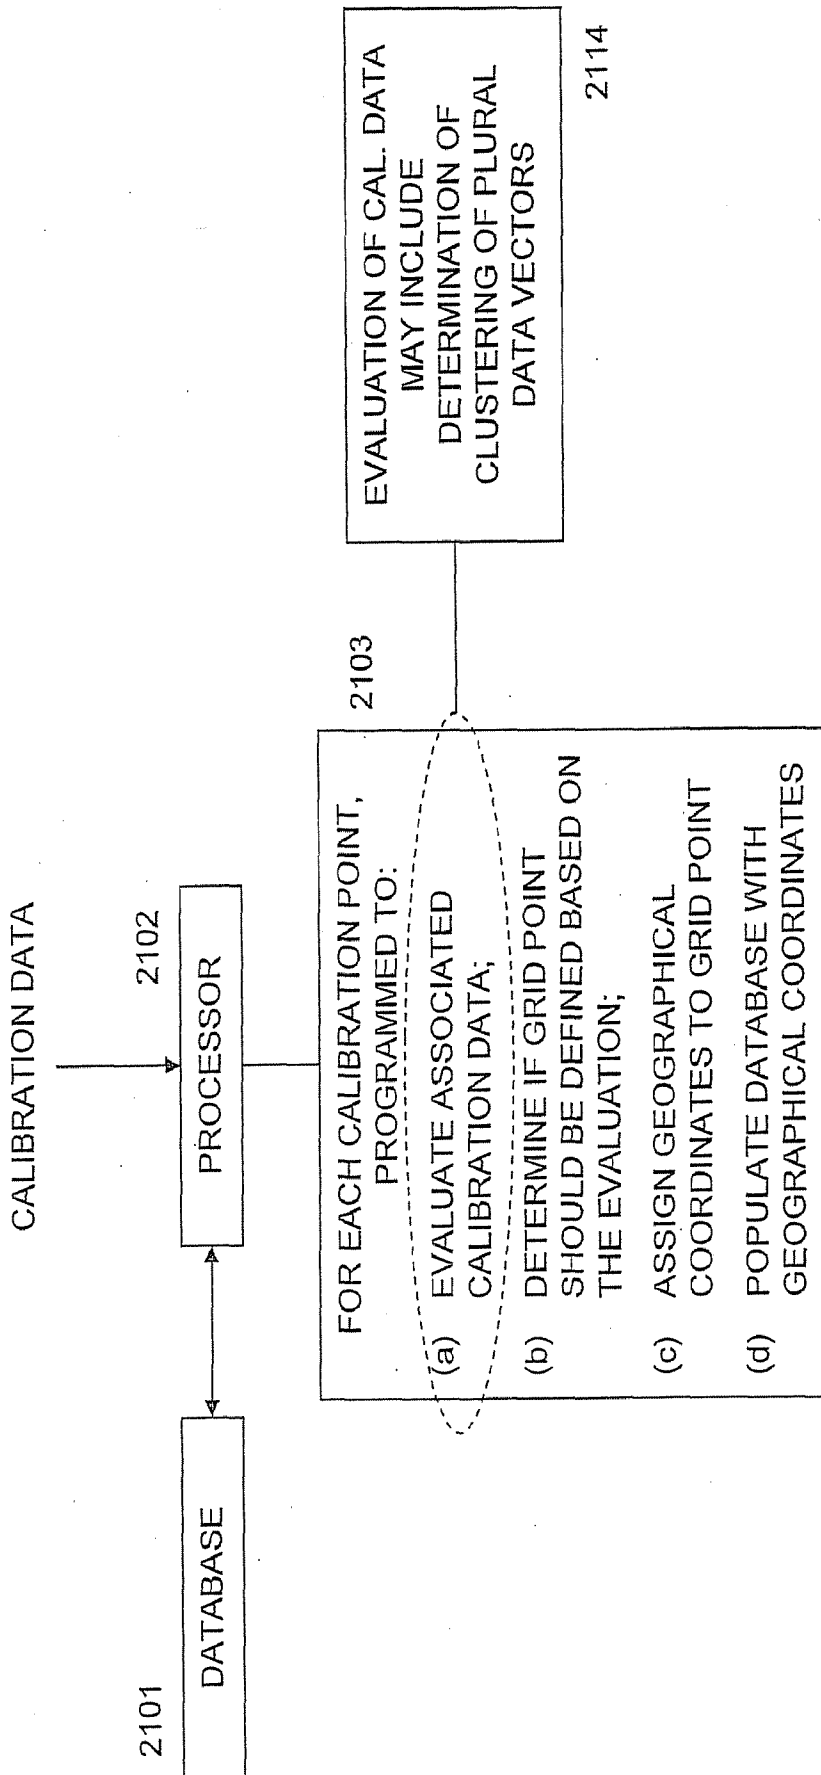 CALIBRATION DATA
2101
DATABASE
2102
PROCESSOR
2103
FOR EACH CALIBRATION POINT,
PROGRAMMED TO:
(a) EVALUATE ASSOCIATED
CALIBRATION DATA;
(b) DETERMINE IF GRID POINT
SHOULD BE DEFINED BASED ON
THE EVALUATION;
(c) ASSIGN GEOGRAPHICAL
COORDINATES TO GRID POINT
(d) POPULATE DATABASE WITH
GEOGRAPHICAL COORDINATES
EVALUATION OF CAL. DATA
MAY INCLUDE
DETERMINATION OF
CLUSTERING OF PLURAL
DATA VECTORS
2114